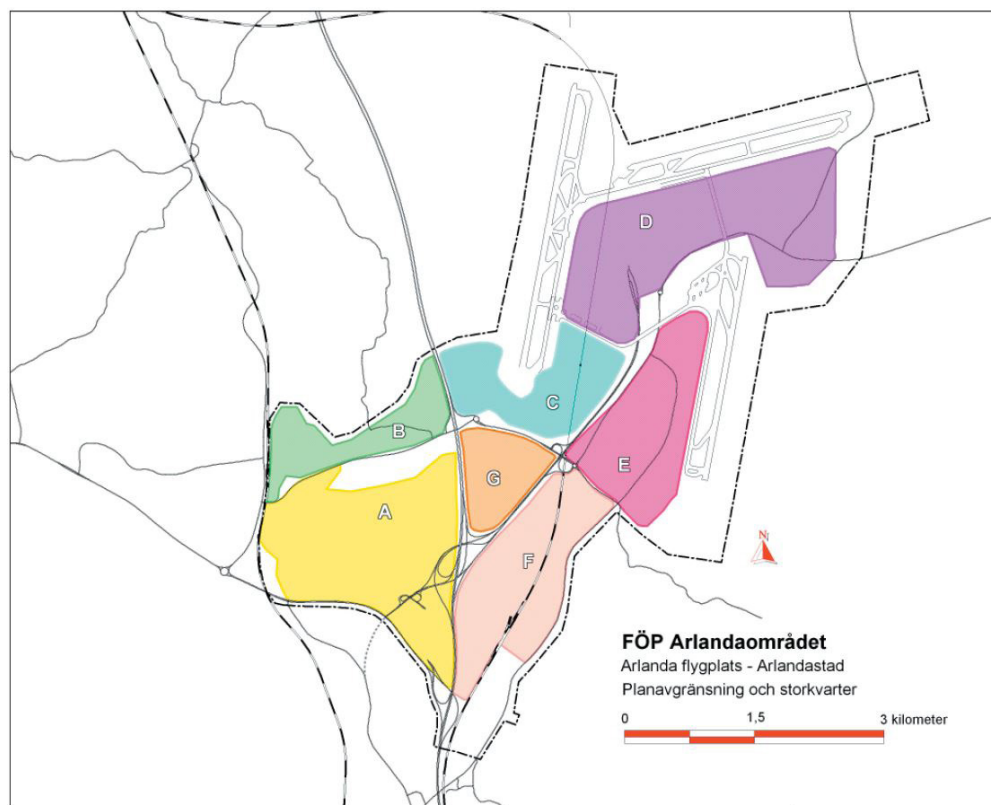 D
C
B
G
E
A
F
N
FÖP Arlandaområdet
Arlanda flygplats - Arlandastad
Planavgränsning och storkvarter
0 1,5 3 kilometer